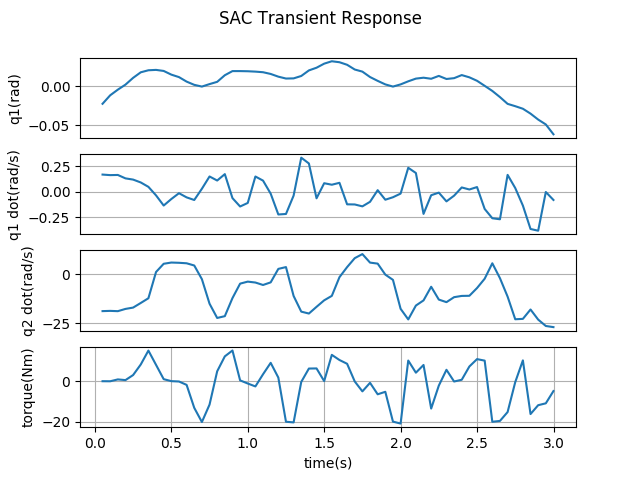 SAC Transient Response
q1(rad)
0.00
−0.05
q1 dot(rad/s)
0.25
0.00
−0.25
q2 dot(rad/s)
0
−25
torque(Nm)
0
−20
0.0 0.5 1.0 1.5 2.0 2.5 3.0
time(s)